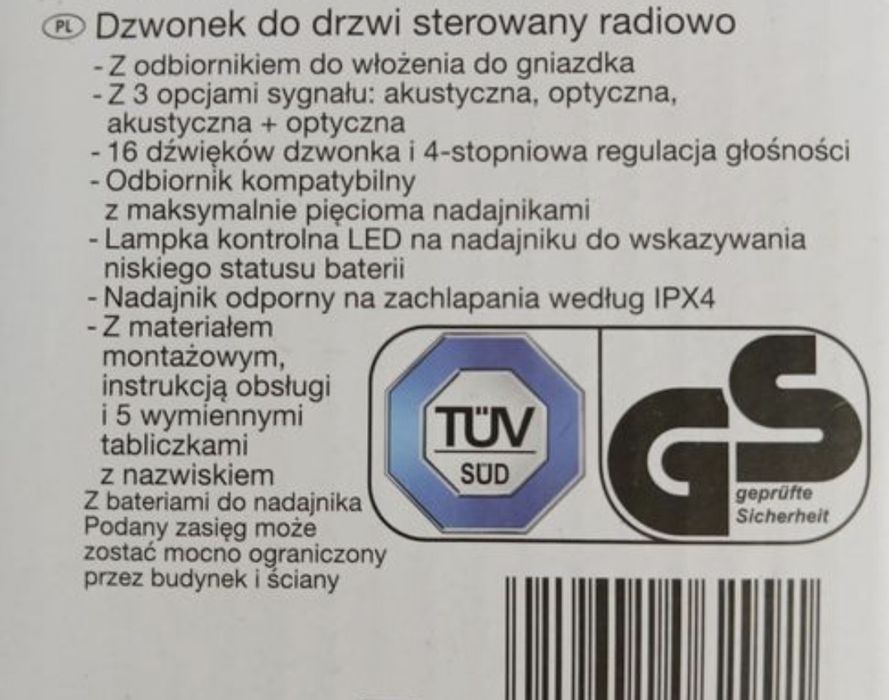 PL Dzwonek do drzwi sterowany radiowo
- Z odbiornikiem do włożenia do gniazdka
- Z 3 opcjami sygnału: akustyczna, optyczna,
akustyczna + optyczna
- 16 dźwięków dzwonka i 4-stopniowa regulacja głośności
- Odbiornik kompatybilny
z maksymalnie pięcioma nadajnikami
- Lampka kontrolna LED na nadajniku do wskazywania
niskiego statusu baterii
- Nadajnik odporny na zachlapania według IPX4
- Z materiałem
montażowym,
instrukcją obsługi
i 5 wymiennymi
tabliczkami
z nazwiskiem
Z bateriami do nadajnika
Podany zasięg może
zostać mocno ograniczony
przez budynek i ściany
TÜV
SÜD
GS
geprüfte
Sicherheit